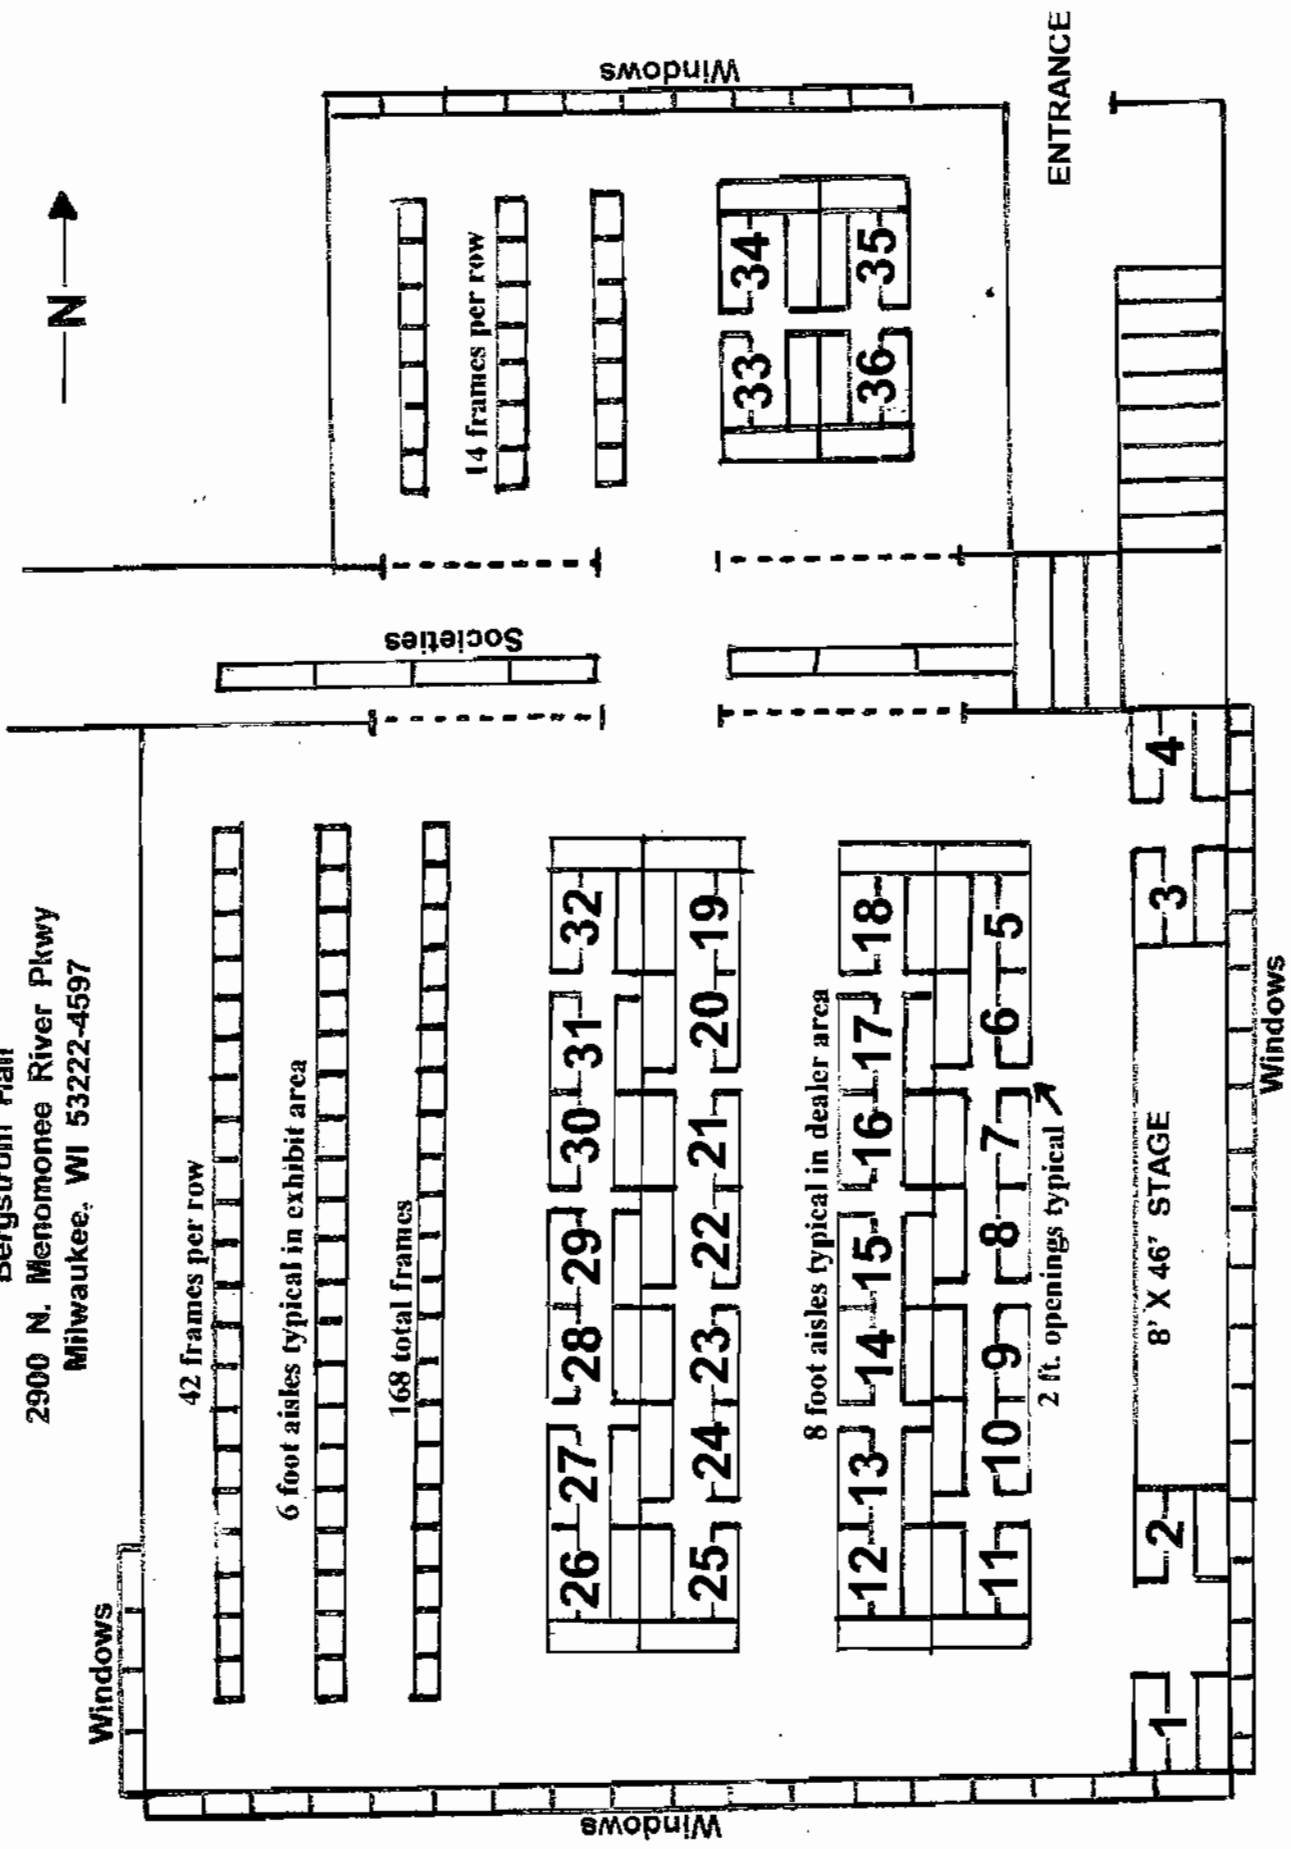 Bergstrom Hall
2900 N. Menomonee River Pkwy
Milwaukee, WI 53222-4597
N
Windows
42 frames per row
6 foot aisles typical in exhibit area
168 total frames
14 frames per row
Societies
Windows
Windows
26 27 28 29 30 31 32
25 24 23 22 21 20 19
33 34
36 35
8 foot aisles typical in dealer area
12 13 14 15 16 17 18
11 10 9 8 7 6 5
2 ft. openings typical
ENTRANCE
1 2 3 4
8' X 46' STAGE
Windows